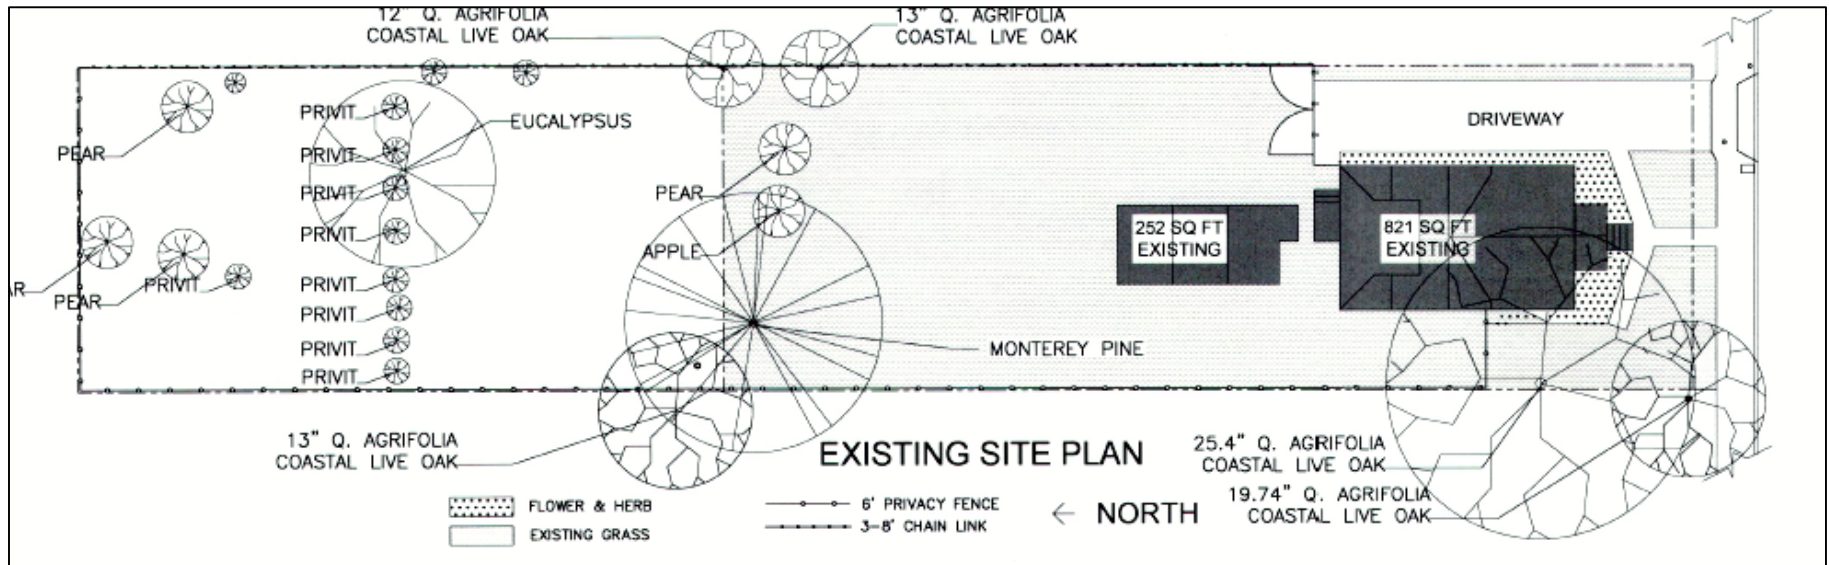 12" Q. AGRIFOLIA
COASTAL LIVE OAK
13" Q. AGRIFOLIA
COASTAL LIVE OAK
PRIVIT
EUCALYPSUS
DRIVEWAY
PEAR
PRIVIT
PRIVIT
PEAR
PRIVIT
252 SQ FT
EXISTING
821 SQ FT
EXISTING
APPLE
AR
PEAR
PRIVIT
PRIVIT
PRIVIT
PRIVIT
MONTEREY PINE
PRIVIT
13" Q. AGRIFOLIA
COASTAL LIVE OAK
EXISTING SITE PLAN
25.4" Q. AGRIFOLIA
COASTAL LIVE OAK
19.74" Q. AGRIFOLIA
COASTAL LIVE OAK
FLOWER & HERB
EXISTING GRASS
6' PRIVACY FENCE
3-8' CHAIN LINK
← NORTH